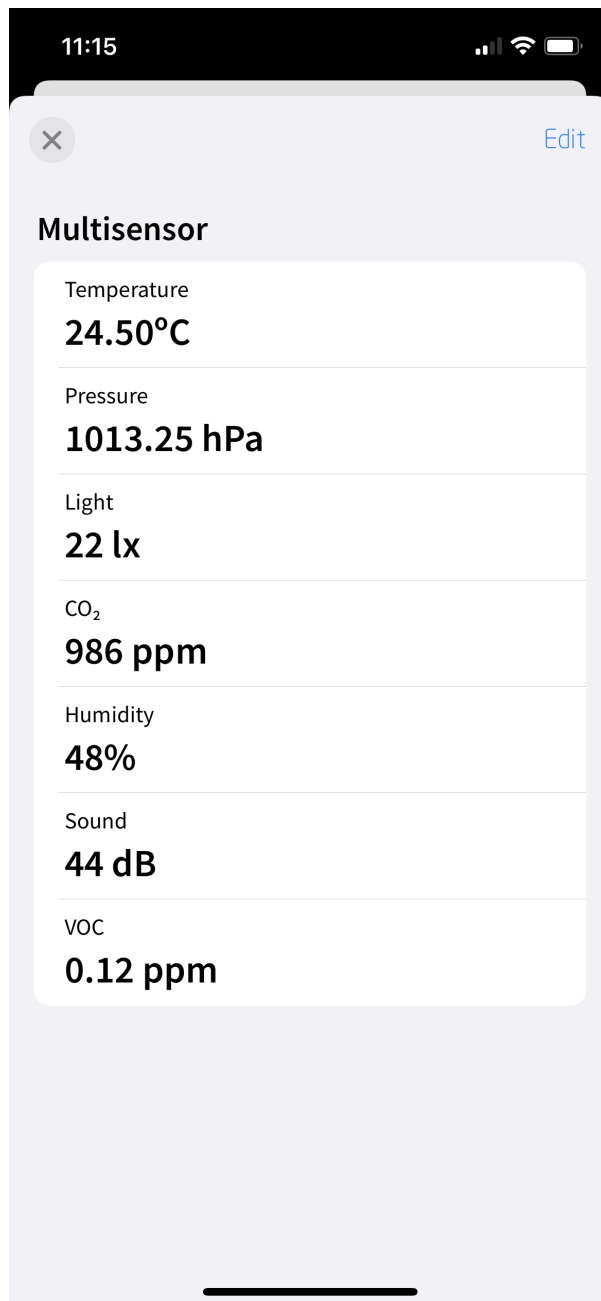 11:15
Edit
Multisensor
Temperature
24.50°C
Pressure
1013.25 hPa
Light
22 lx
CO₂
986 ppm
Humidity
48%
Sound
44 dB
VOC
0.12 ppm